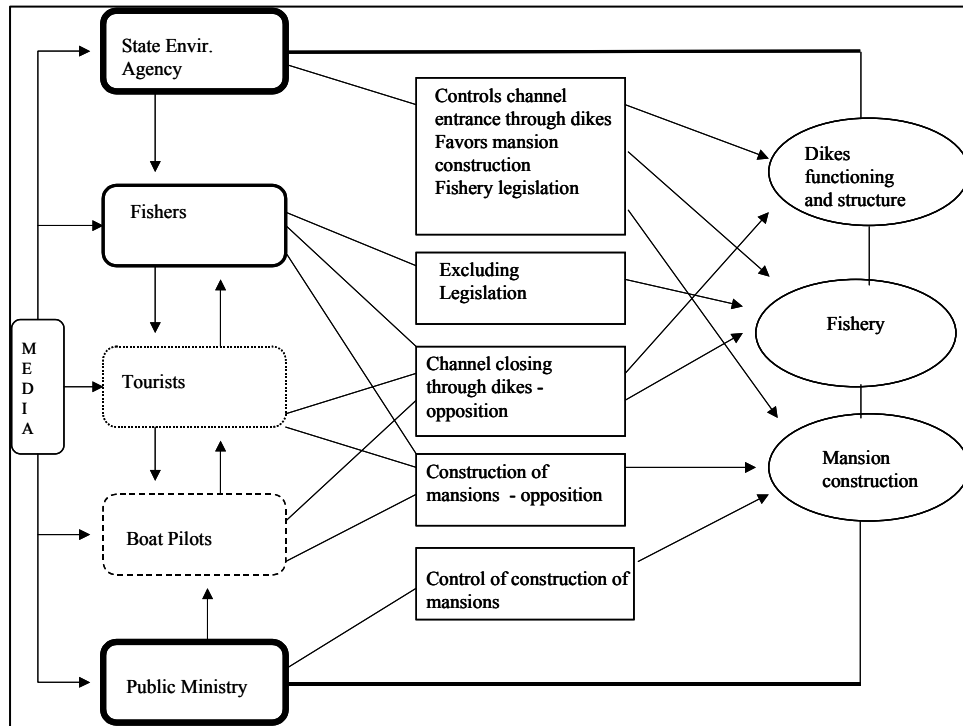 State Envir.
Agency
Fishers
M
E
D
I
A
Tourists
Boat Pilots
Public Ministry
Controls channel
entrance through dikes
Favors mansion
construction
Fishery legislation
Excluding
Legislation
Channel closing
through dikes -
opposition
Construction of
mansions - opposition
Control of construction of
mansions
Dikes
functioning
and structure
Fishery
Mansion
construction